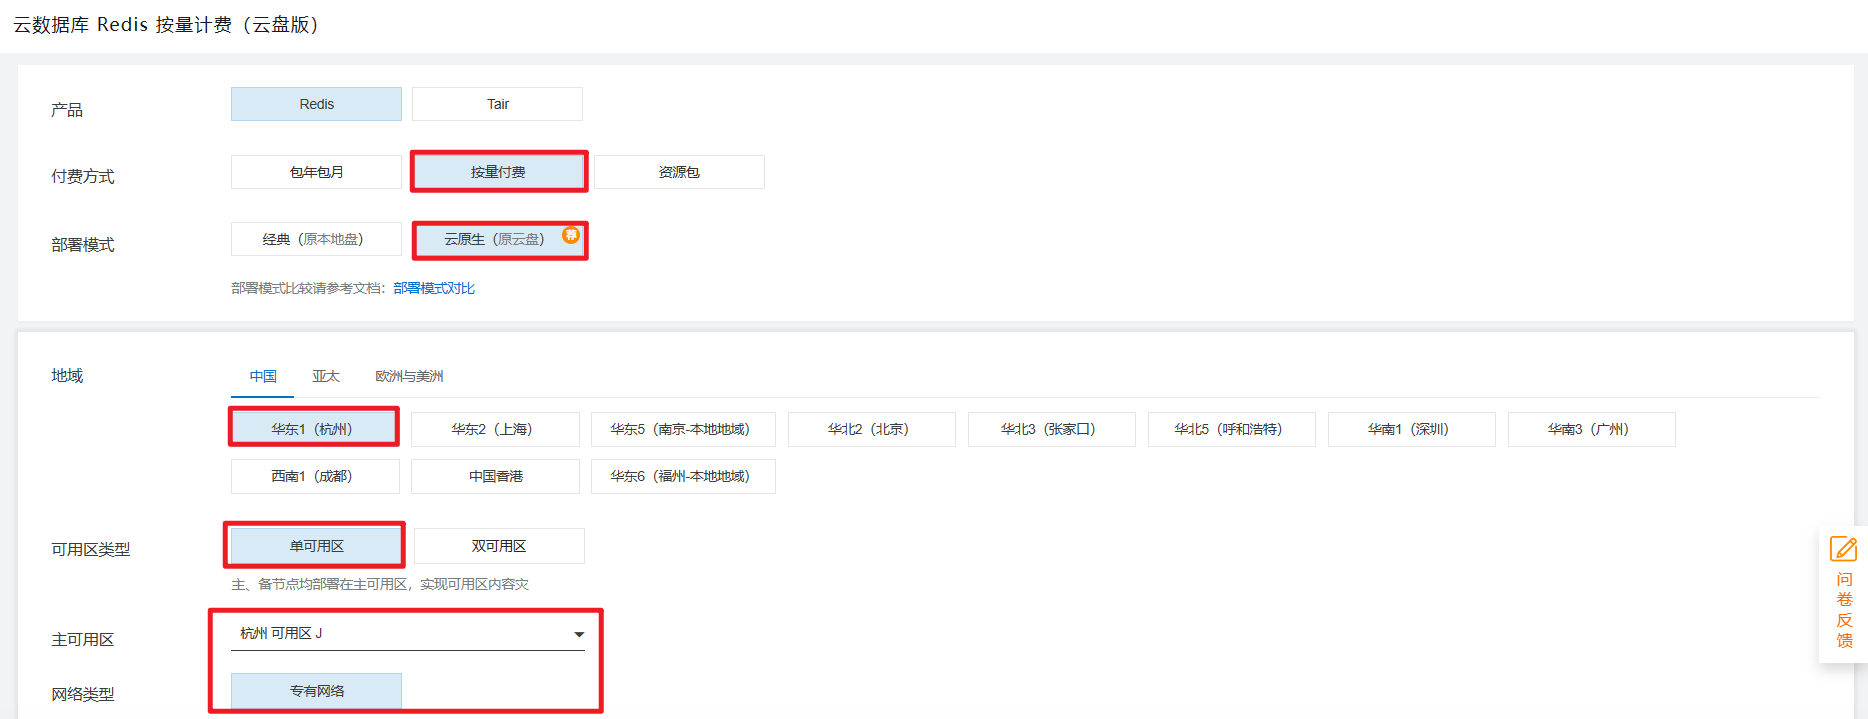 云数据库 Redis 按量计费（云盘版）
产品 Redis Tair
付费方式 包年包月 按量付费 资源包
部署模式 经典（原本地盘） 云原生（原云盘） 荐
部署模式比较请参考文档：部署模式对比
地域 中国 亚太 欧洲与美洲
华东1（杭州） 华东2（上海） 华东5（南京-本地地域） 华北2（北京） 华北3（张家口） 华北5（呼和浩特） 华南1（深圳） 华南3（广州）
西南1（成都） 中国香港 华东6（福州-本地地域）
可用区类型 单可用区 双可用区
主、备节点均部署在主可用区，实现可用区内容灾
主可用区 杭州 可用区 J
网络类型 专有网络
问卷反馈